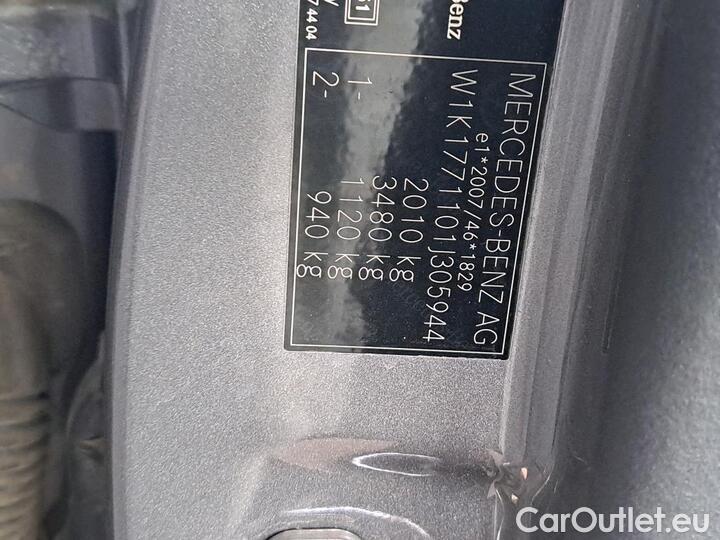 MERCEDES-BENZ AG
e1*2007/46*1829
W1K1771101J305944
2010 kg
3480 kg
1- 1120 kg
2- 940 kg
Benz
CarOutlet.eu